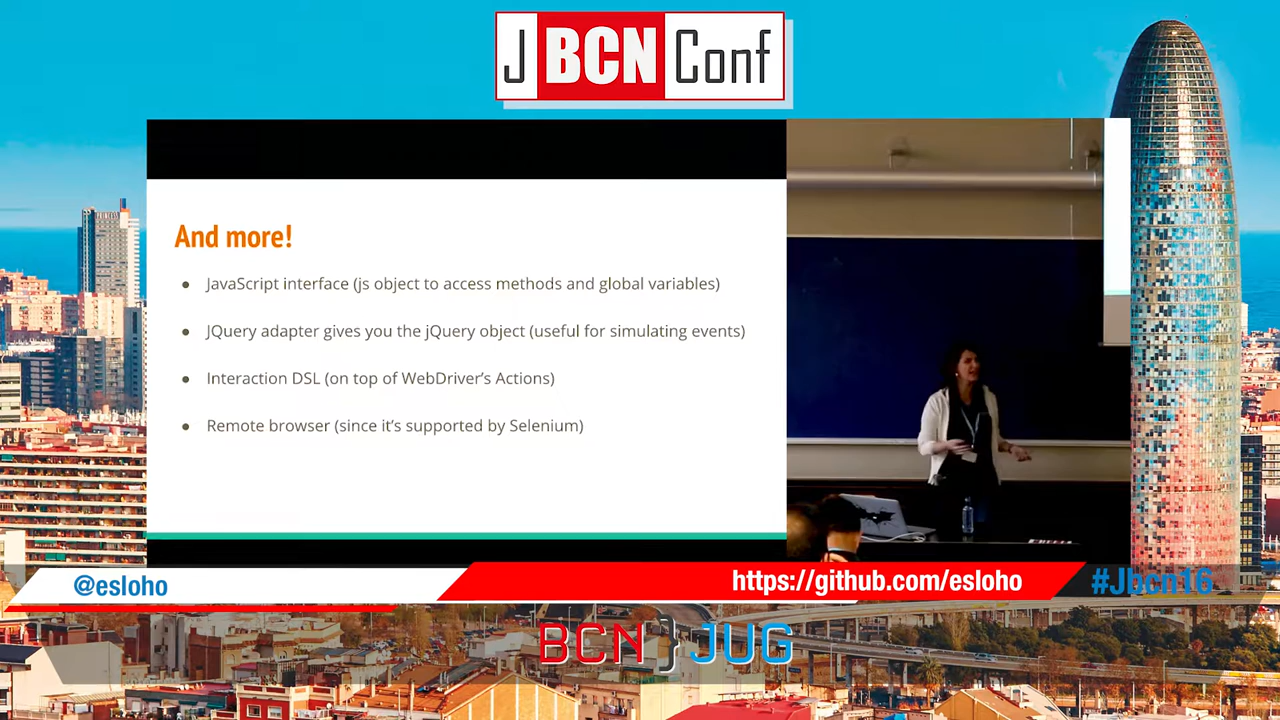 J BCN Conf
And more!
● JavaScript interface (js object to access methods and global variables)
● JQuery adapter gives you the jQuery object (useful for simulating events)
● Interaction DSL (on top of WebDriver's Actions)
● Remote browser (since it's supported by Selenium)
@esloho
https://github.com/esloho
#Jbcn16
BCN}JUG